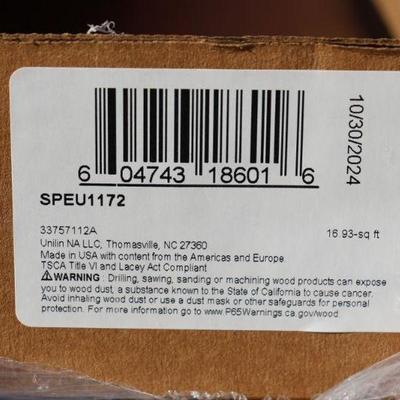 6 04743 18601 6
10/30/2024
SPEU1172
33757112A
16.93-sq ft
Unilin NA LLC, Thomasville, NC 27360
Made in USA with content from the Americas and Europe
TSCA Title VI and Lacey Act Compliant
⚠WARNING: Drilling, sawing, sanding or machining wood products can expose
you to wood dust, a substance known to the State of California to cause cancer.
Avoid inhaling wood dust or use a dust mask or other safeguards for personal
protection. For more information go to www.P65Warnings.ca.gov/wood.